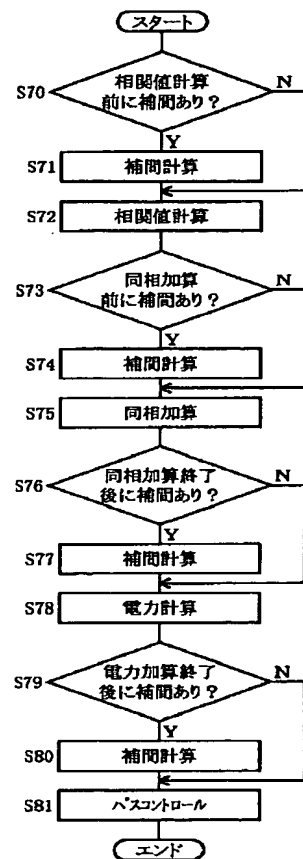 スタート
S70
相関値計算
前に補間あり？
N
Y
S71
補間計算
S72
相関値計算
S73
同相加算
前に補間あり？
N
Y
S74
補間計算
S75
同相加算
S76
同相加算終了
後に補間あり？
N
Y
S77
補間計算
S78
電力計算
S79
電力加算終了
後に補間あり？
N
Y
S80
補間計算
S81
パスコントロール
エンド